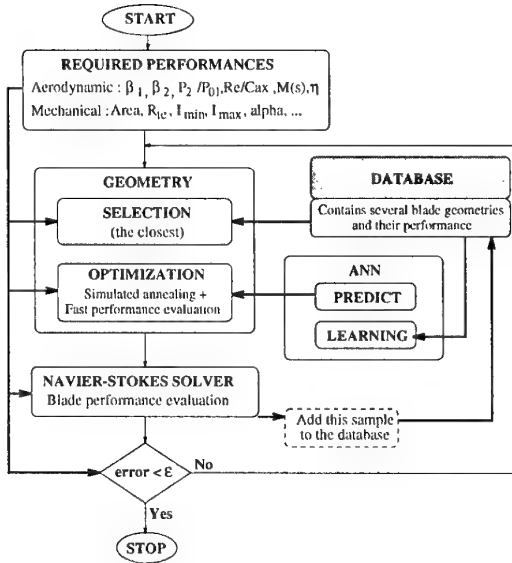 START
REQUIRED PERFORMANCES
Aerodynamic : β1, β2, P2 /P01, Re/Cax ,M(s),η
Mechanical :Area, Rle, Imin, Imax, alpha, ...
GEOMETRY
SELECTION
(the closest)
OPTIMIZATION
Simulated annealing +
Fast performance evaluation
DATABASE
Contains several blade geometries
and their performance
ANN
PREDICT
LEARNING
NAVIER-STOKES SOLVER
Blade performance evaluation
Add this sample
to the database
error < ε
No
Yes
STOP